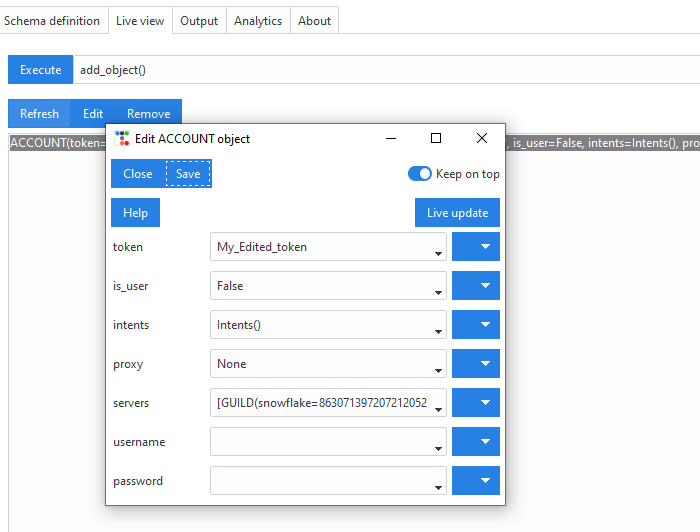 Schema definition Live view Output Analytics About
Execute add_object()
Refresh Edit Remove
ACCOUNT(token= , is_user=False, intents=Intents(), pro
Edit ACCOUNT object
Close Save Keep on top
Help Live update
token My_Edited_token
is_user False
intents Intents()
proxy None
servers [GUILD(snowflake=863071397207212052
username
password